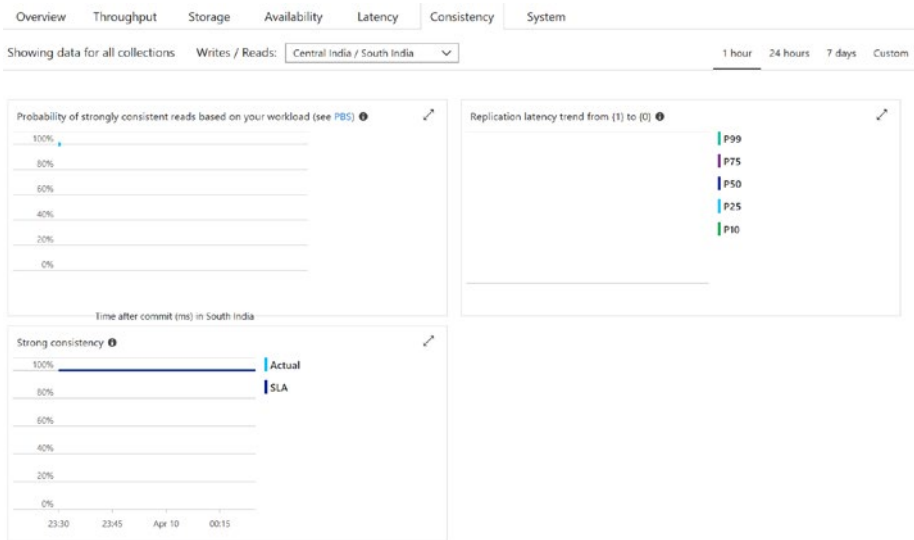 Overview Throughput Storage Availability Latency Consistency System
Showing data for all collections Writes / Reads: Central India / South India 1 hour 24 hours 7 days Custom
Probability of strongly consistent reads based on your workload (see PBS)
100%
80%
60%
40%
20%
0%
Time after commit (ms) in South India
Replication latency trend from {1} to {0}
P99
P75
P50
P25
P10
Strong consistency
100%
80%
60%
40%
20%
0%
23:30 23:45 Apr 10 00:15
Actual
SLA